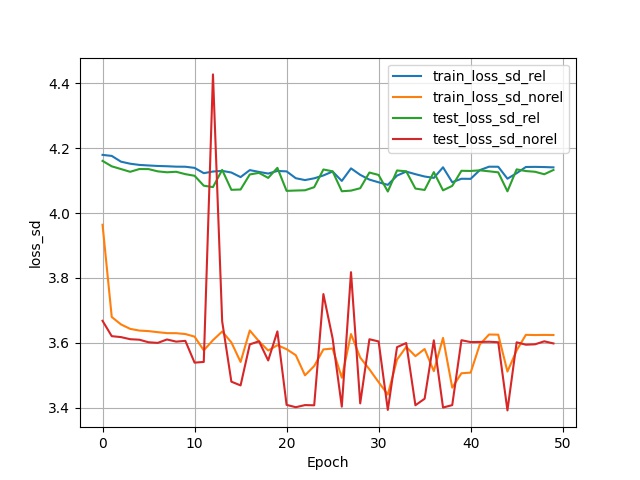 train_loss_sd_rel
train_loss_sd_norel
test_loss_sd_rel
test_loss_sd_norel
4.4
4.2
4.0
3.8
3.6
3.4
loss_sd
0 10 20 30 40 50
Epoch